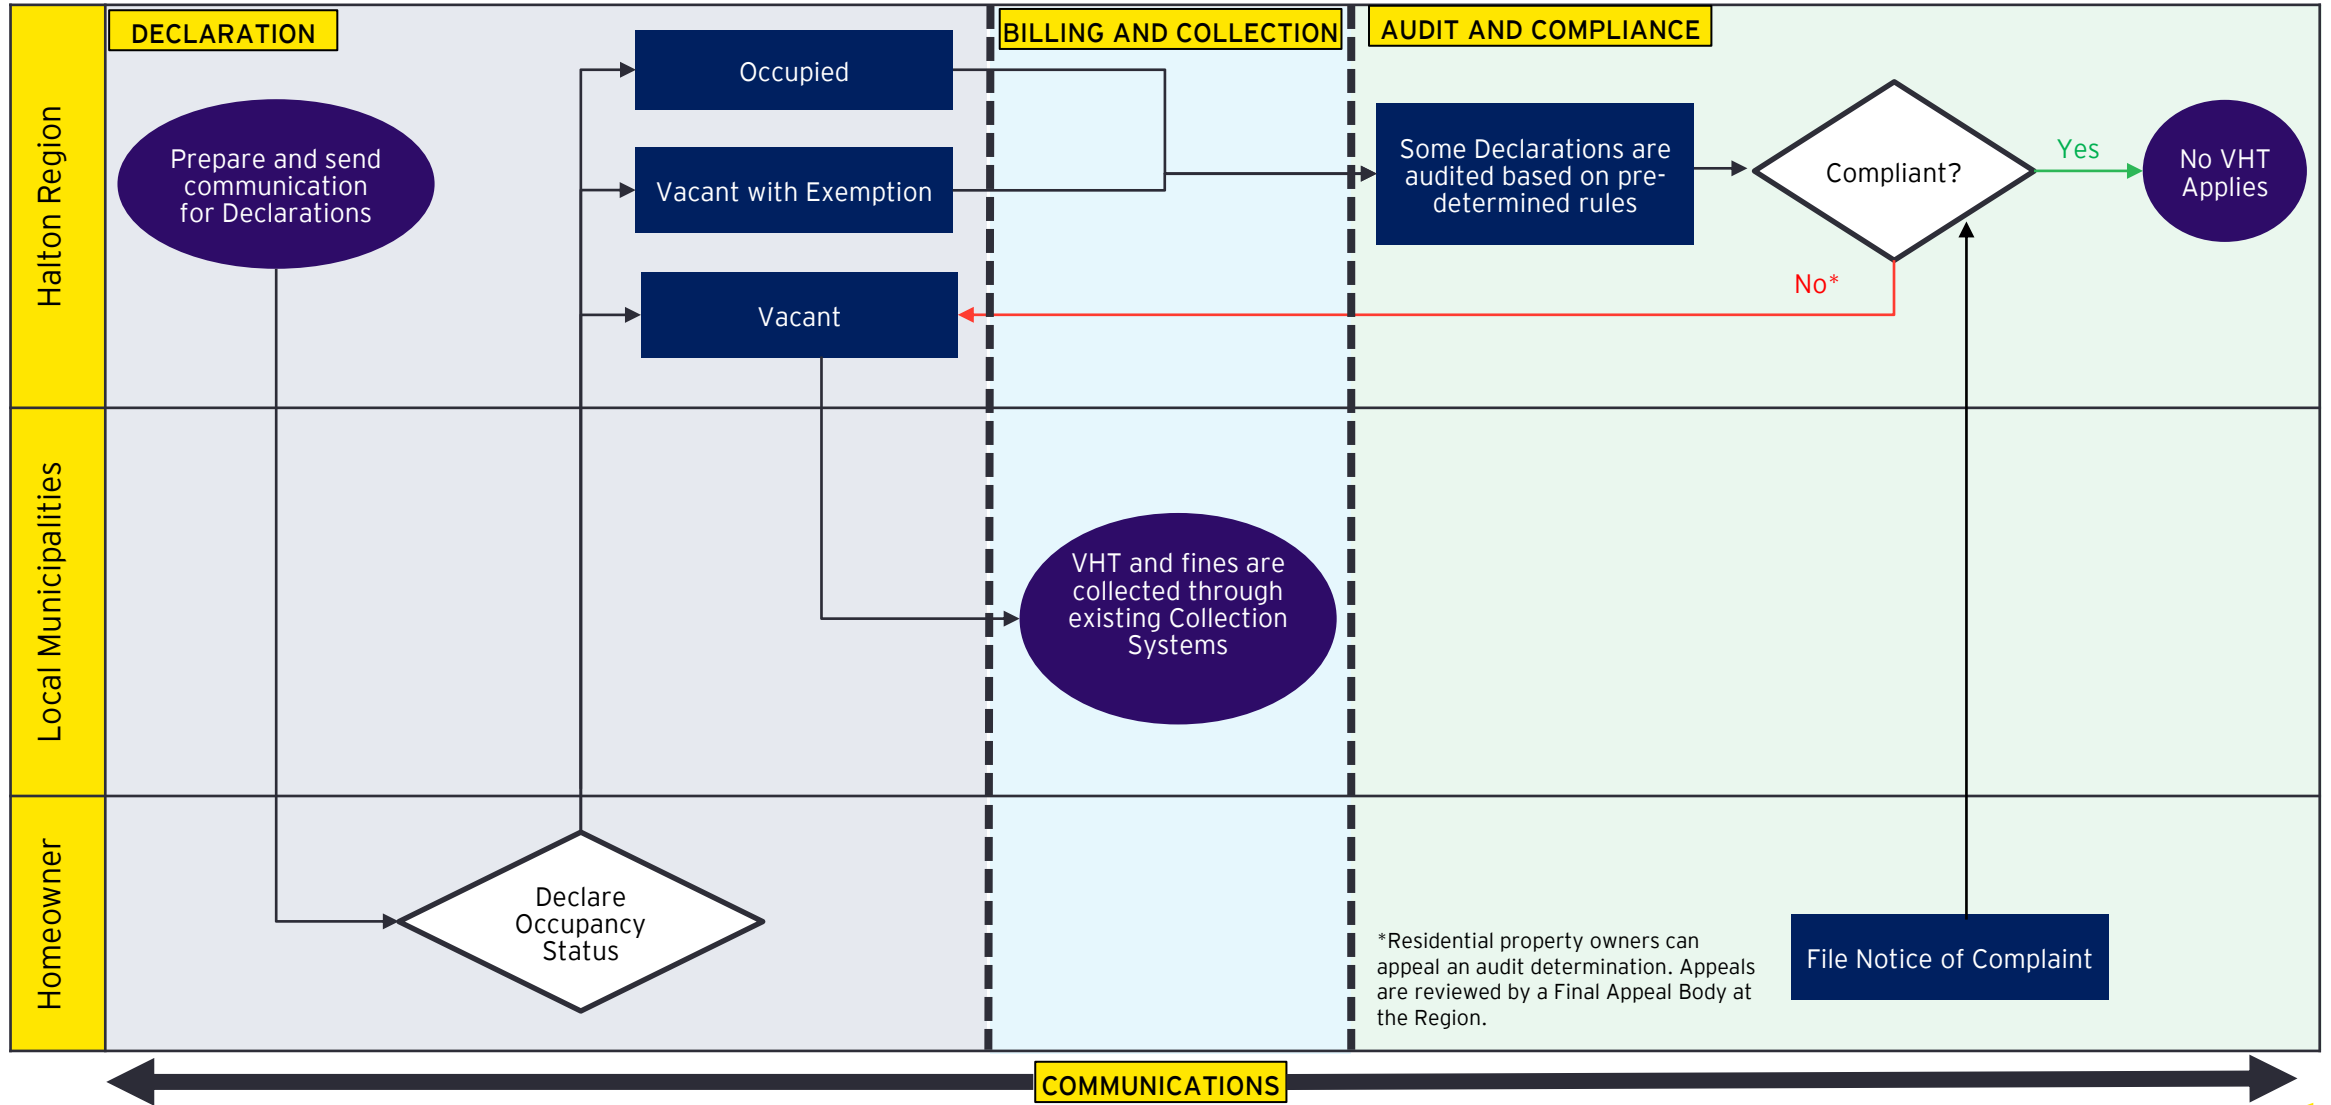 DECLARATION
BILLING AND COLLECTION
AUDIT AND COMPLIANCE
Halton Region
Prepare and send
communication
for Declarations
Occupied
Vacant with Exemption
Vacant
Some Declarations are
audited based on pre-
determined rules
Compliant?
Yes
No VHT
Applies
No*
Local Municipalities
VHT and fines are
collected through
existing Collection
Systems
Homeowner
Declare
Occupancy
Status
*Residential property owners can
appeal an audit determination. Appeals
are reviewed by a Final Appeal Body at
the Region.
File Notice of Complaint
COMMUNICATIONS